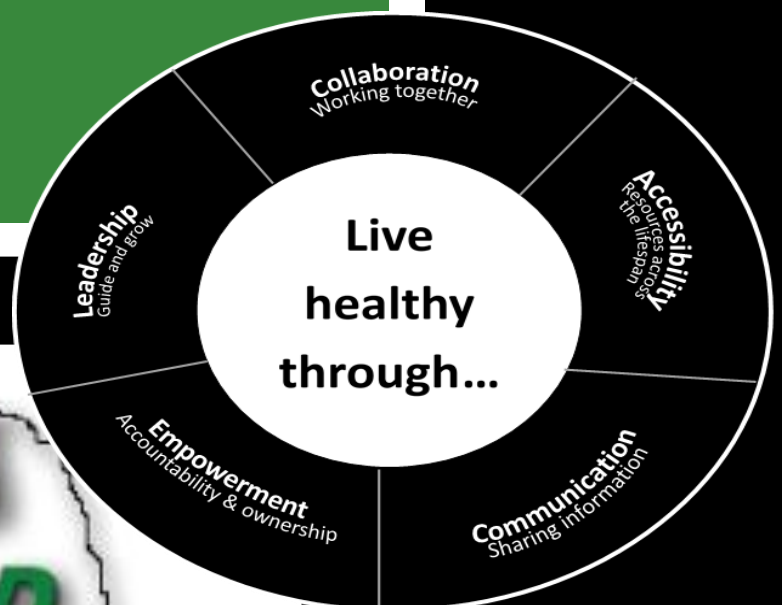 Collaboration
Working together
Accessibility
Resources across
the lifespan
Communication
Sharing information
Empowerment
Accountability & ownership
Leadership
Guide and grow
Live
healthy
through...